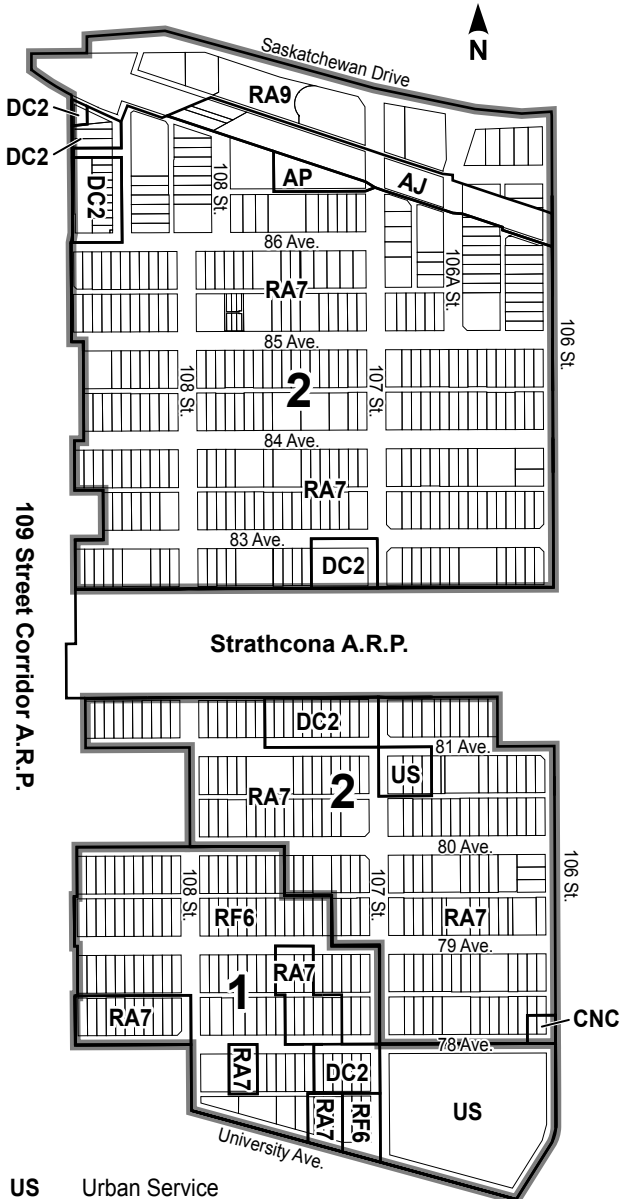 N
Saskatchewan Drive
RA9
DC2
DC2
DC2
108 St.
AP
AJ
86 Ave.
106A St.
RA7
85 Ave.
108 St.
2
107 St.
106 St.
84 Ave.
RA7
83 Ave.
DC2
109 Street Corridor A.R.P.
Strathcona A.R.P.
DC2
81 Ave.
US
RA7
2
80 Ave.
108 St.
107 St.
106 St.
RF6
RA7
79 Ave.
RA7
1
RA7
CNC
78 Ave.
RA7
DC2
RA7
RF6
US
University Ave.
US Urban Service